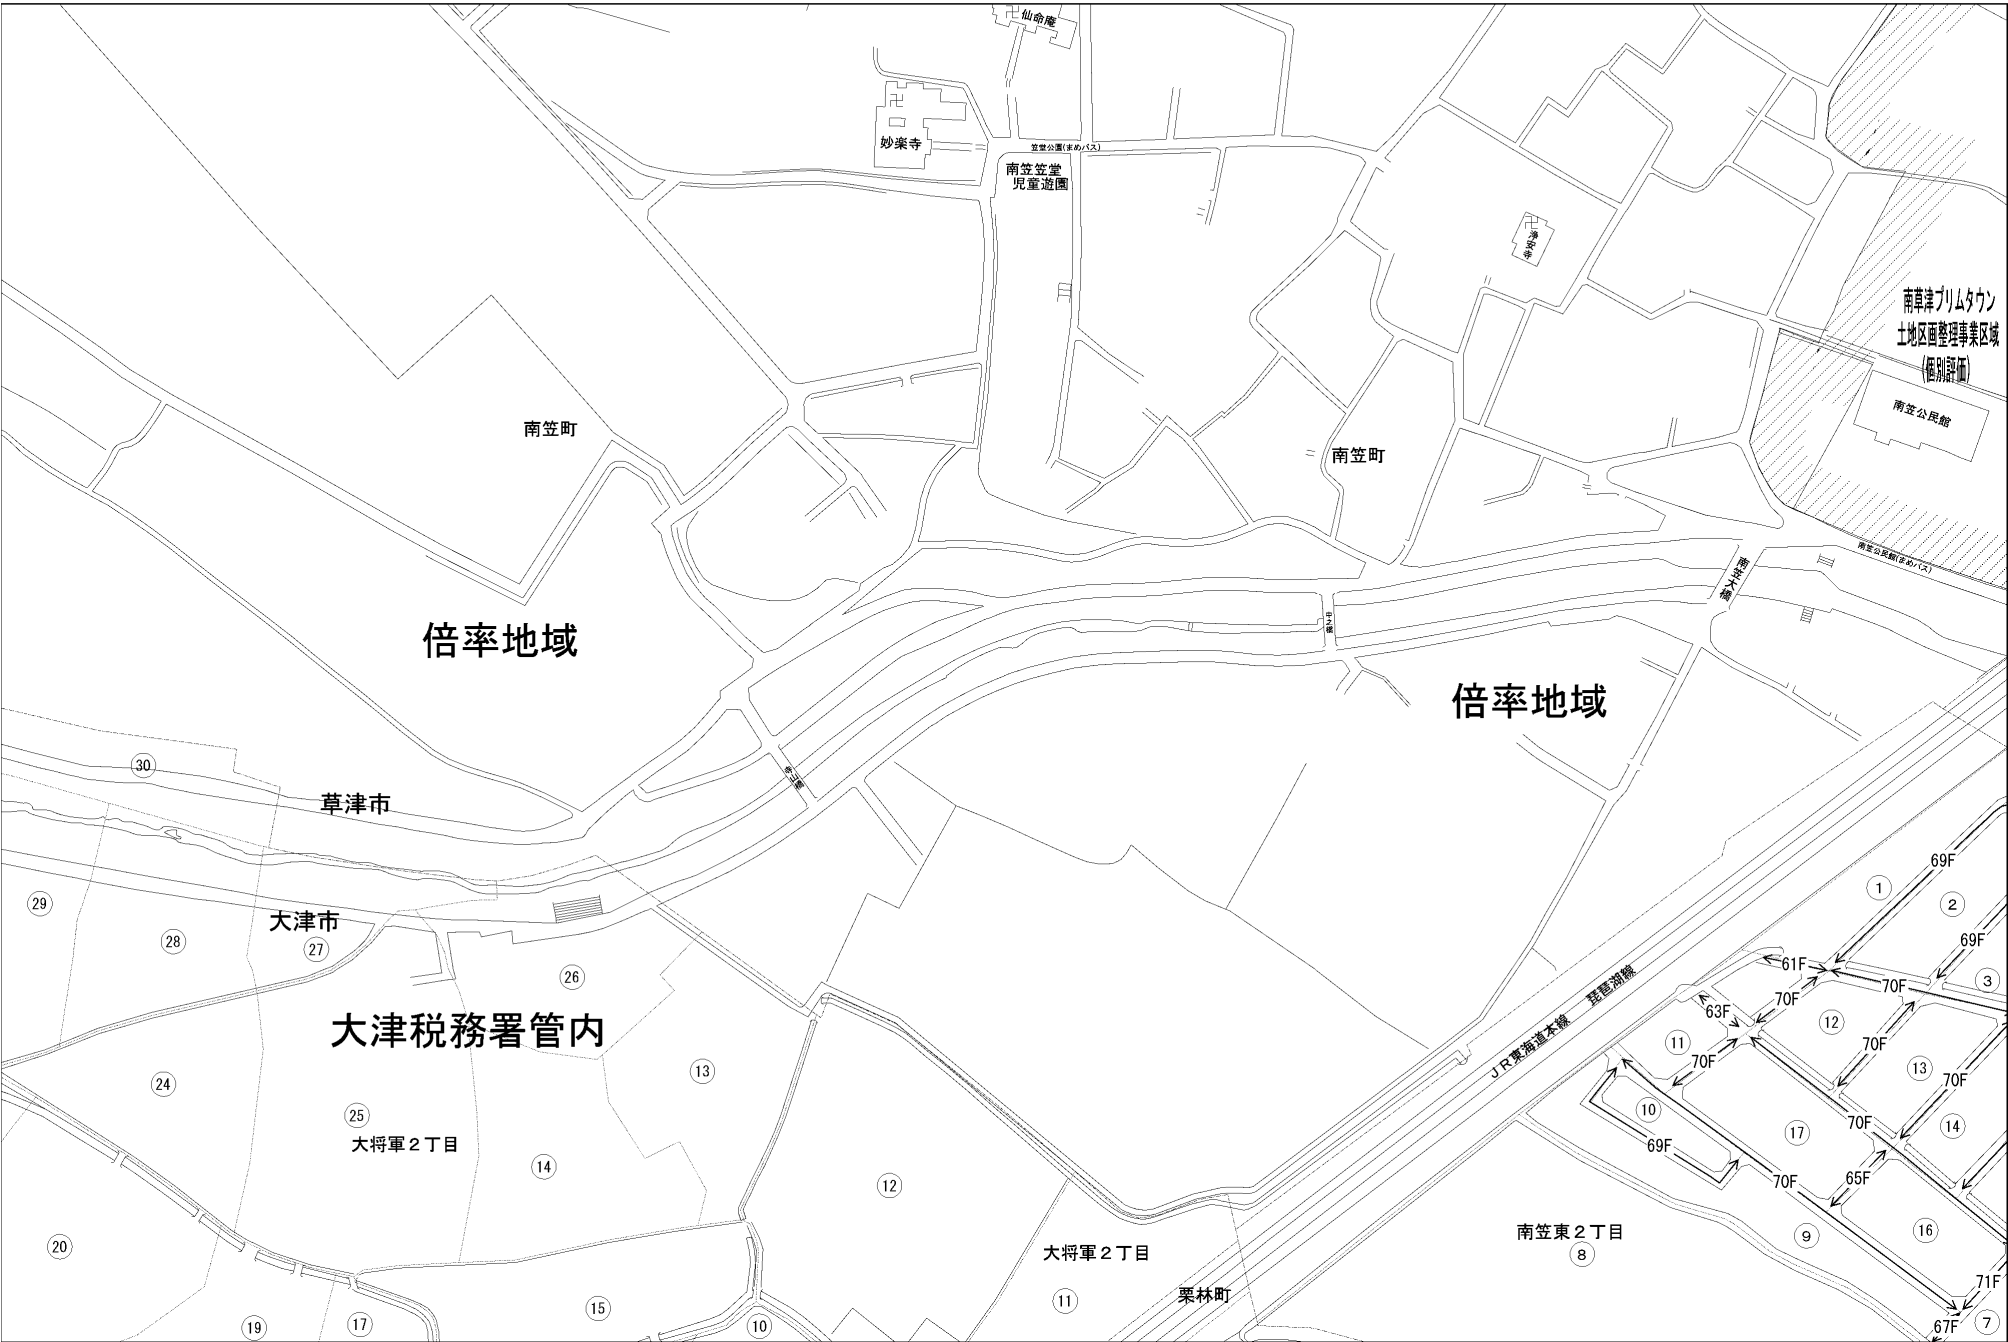 仙命庵
妙楽寺
笠堂公園(まめバス)
南笠笠堂
児童遊園
浄安寺
南草津プリムタウン
土地区画整理事業区域
(個別評価)
南笠公民館
南笠町
南笠町
南笠公民館(まめバス)
南笠大橋
中之橋
倍率地域
倍率地域
30
草津市
29
28
大津市
27
26
大津税務署管内
24
25
大将軍2丁目
14
13
12
20
19
17
15
10
11
大将軍2丁目
栗林町
JR東海道本線 琵琶湖線
南笠東2丁目
8
69F
1
2
69F
3
61F
70F
70F
63F
12
11
70F
70F
13
70F
10
14
17
70F
69F
70F
65F
16
9
71F
67F
7